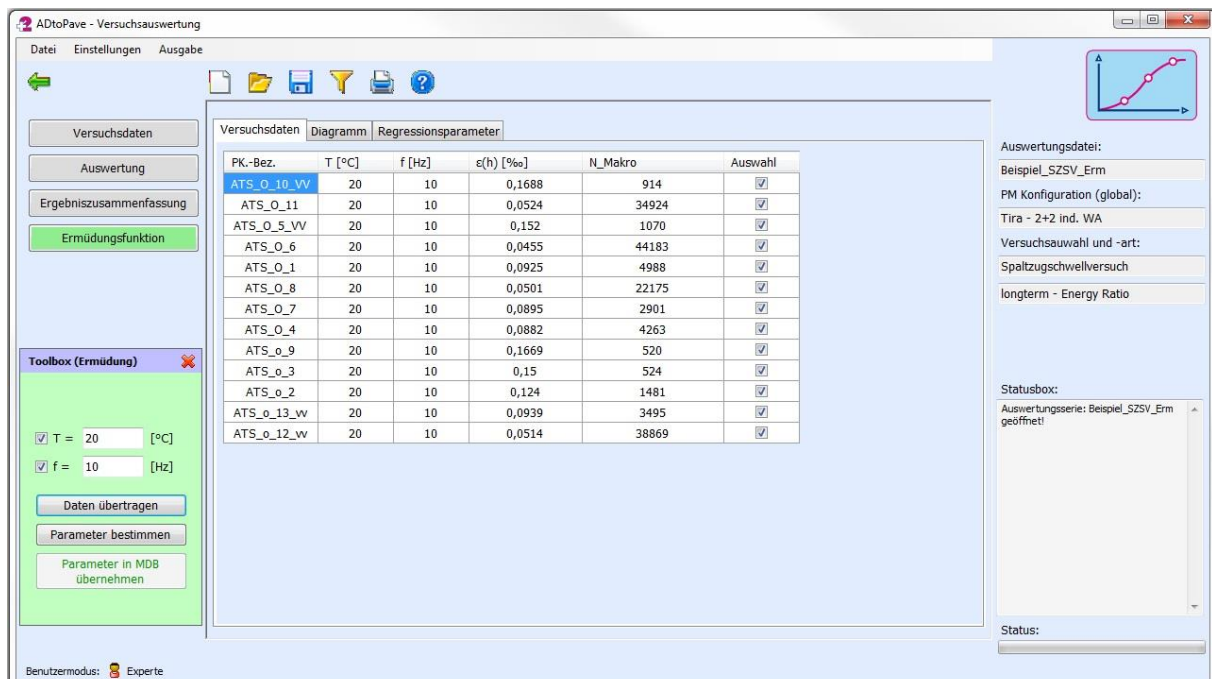 ADtoPave - Versuchsauswertung
Datei Einstellungen Ausgabe
Versuchsdaten
Auswertung
Ergebniszusammenfassung
Ermüdungsfunktion
Toolbox (Ermüdung)
T = 20 [°C]
f = 10 [Hz]
Daten übertragen
Parameter bestimmen
Parameter in MDB
übernehmen
Benutzermodus: Experte
Versuchsdaten Diagramm Regressionsparameter
PK.-Bez. T [°C] f [Hz] ε(h) [‰] N_Makro Auswahl
ATS_O_10_VV 20 10 0,1688 914
ATS_O_11 20 10 0,0524 34924
ATS_O_5_VV 20 10 0,152 1070
ATS_O_6 20 10 0,0455 44183
ATS_O_1 20 10 0,0925 4988
ATS_O_8 20 10 0,0501 22175
ATS_O_7 20 10 0,0895 2901
ATS_O_4 20 10 0,0882 4263
ATS_o_9 20 10 0,1669 520
ATS_o_3 20 10 0,15 524
ATS_o_2 20 10 0,124 1481
ATS_o_13_vv 20 10 0,0939 3495
ATS_o_12_vv 20 10 0,0514 38869
Auswertungsdatei:
Beispiel_SZSV_Erm
PM Konfiguration (global):
Tira - 2+2 ind. WA
Versuchsauwahl und -art:
Spaltzugschwellversuch
longterm - Energy Ratio
Statusbox:
Auswertungsserie: Beispiel_SZSV_Erm
geöffnet!
Status: